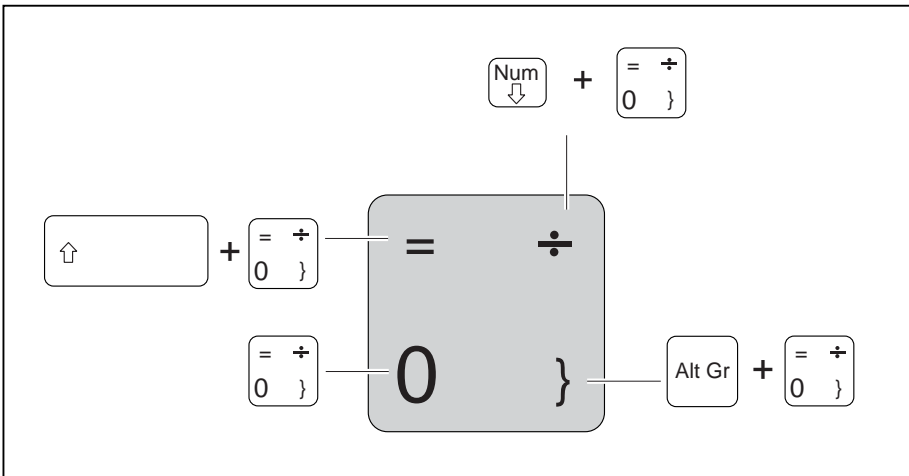 Num + = ÷
0 }
+ = ÷
0 }
= ÷
= ÷
0 }
0 }
Alt Gr + = ÷
0 }